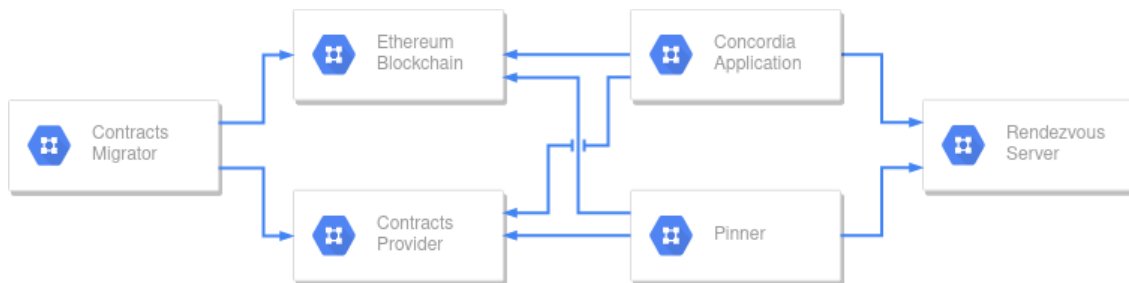 Ethereum
Blockchain
Concordia
Application
Contracts
Migrator
Rendezvous
Server
Contracts
Provider
Pinner